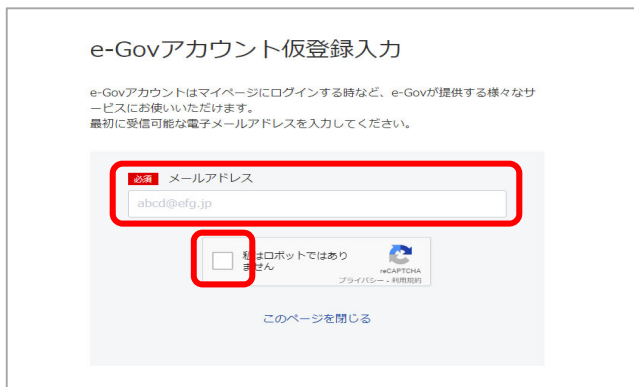 e-Govアカウント仮登録入力
e-Govアカウントはマイページにログインする時など、e-Govが提供する様々なサ
ービスにお使いいただけます。
最初に受信可能な電子メールアドレスを入力してください。
必須 メールアドレス
abcd@efg.jp
私はロボットではあり
ません
reCAPTCHA
プライバシー - 利用規約
このページを閉じる